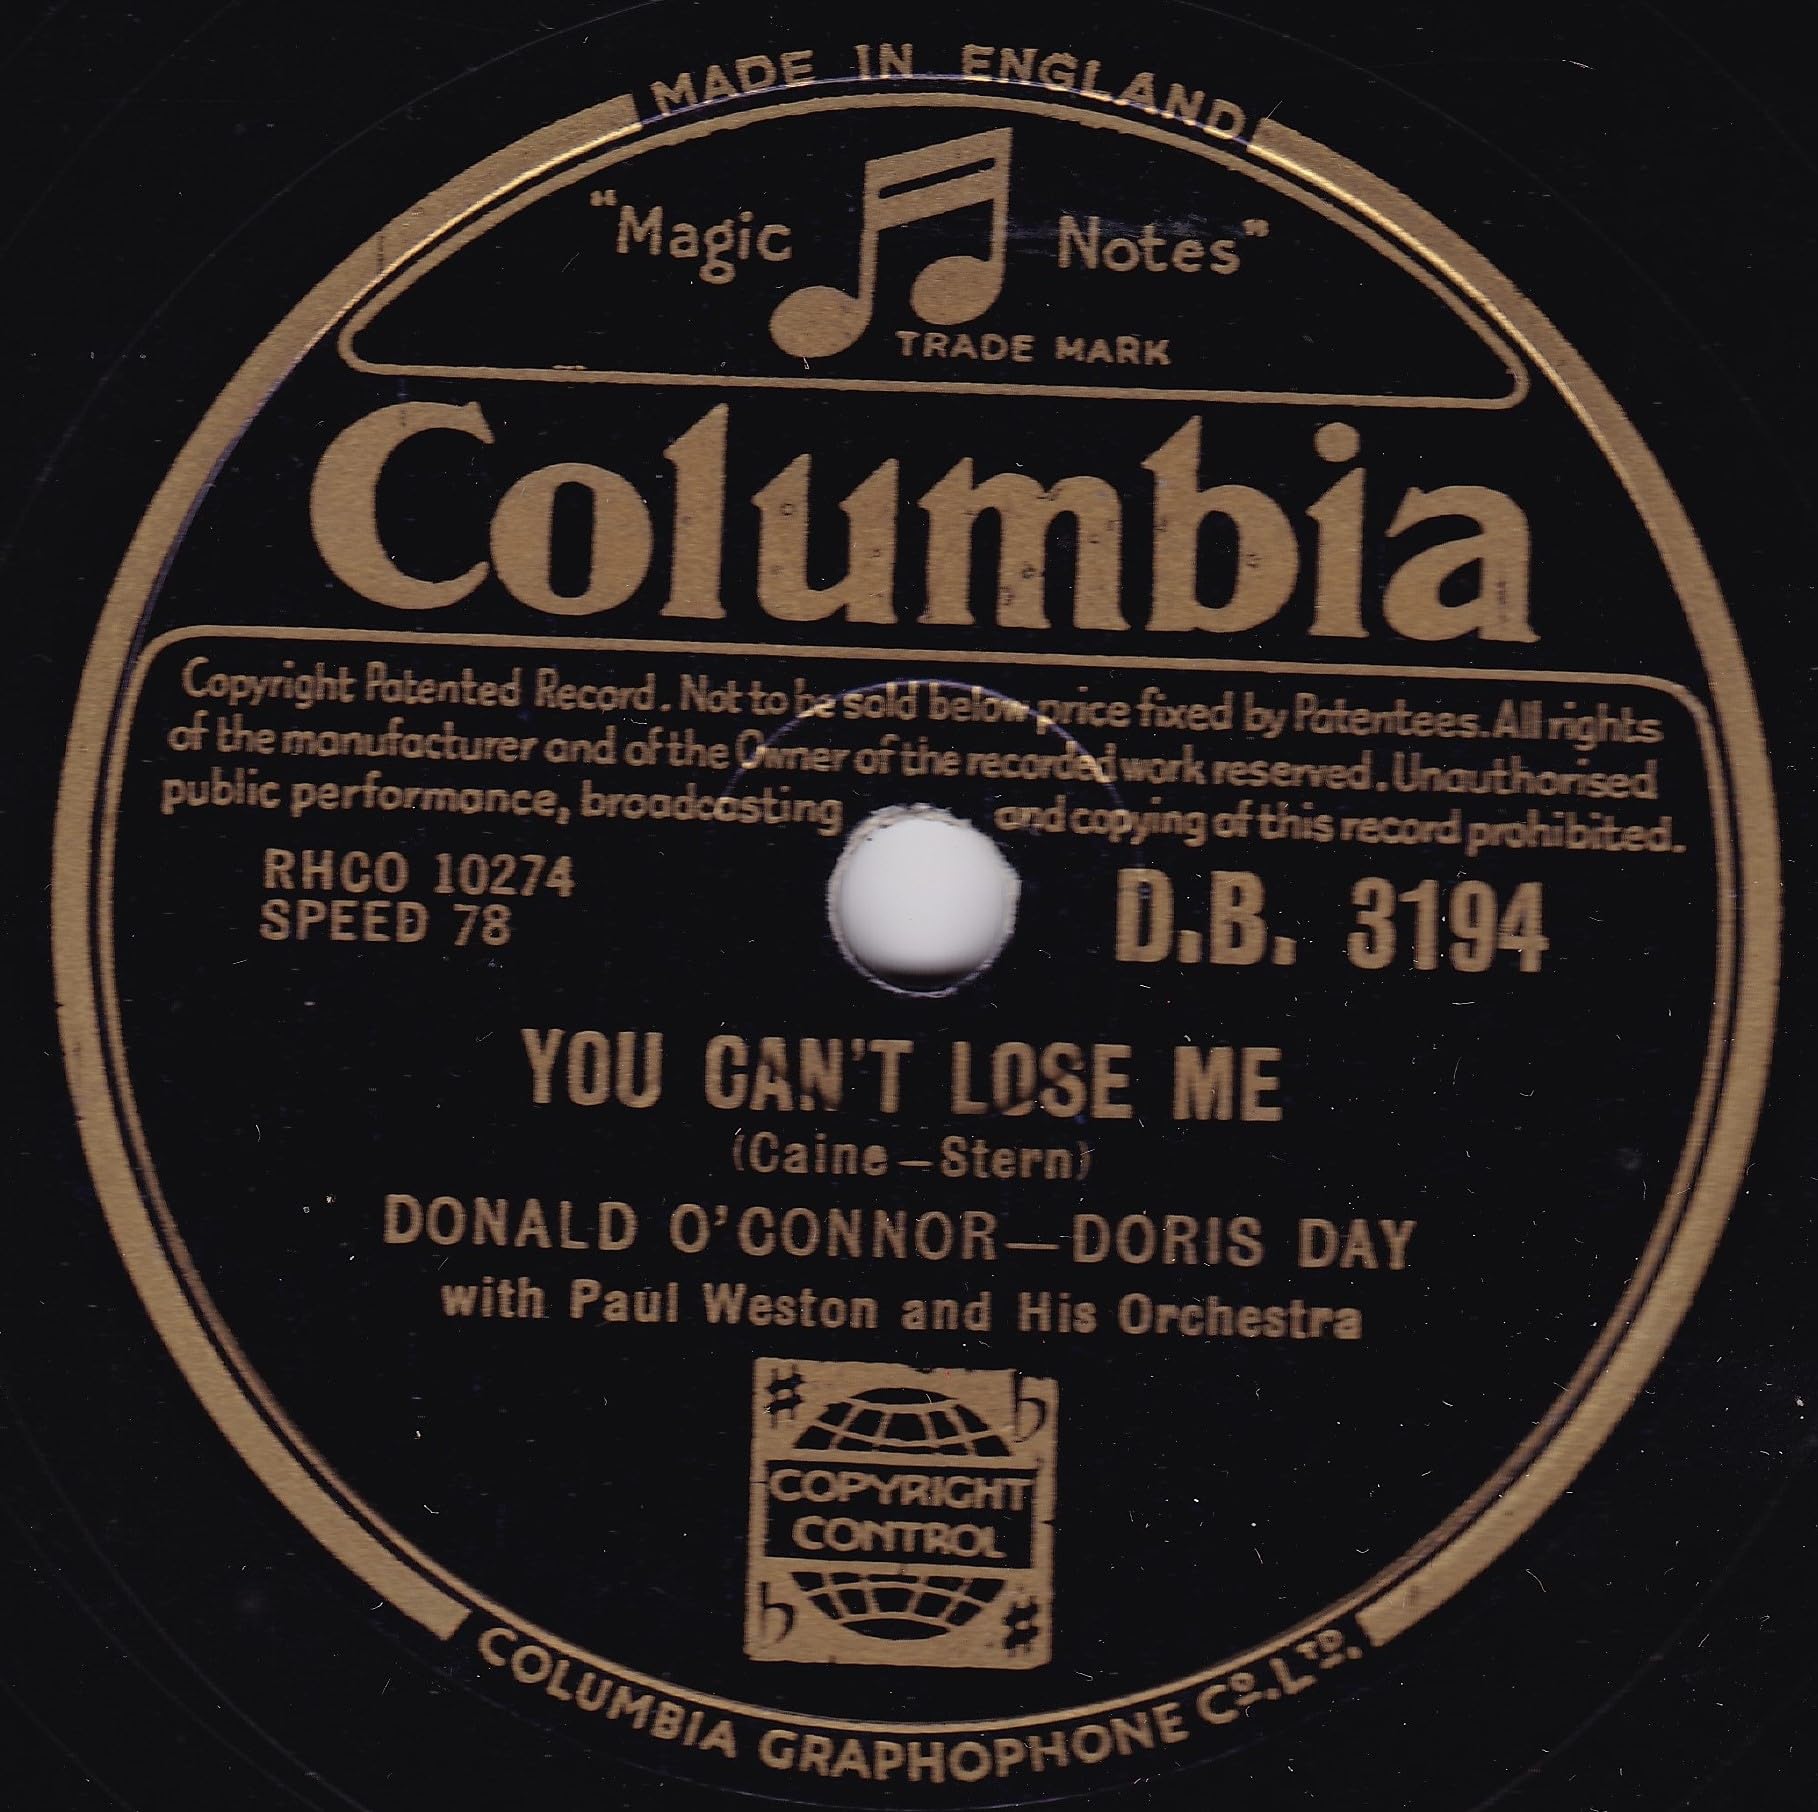 MADE IN ENGLAND
"Magic Notes"
TRADE MARK
Columbia
Copyright Patented Record. Not to be sold below price fixed by Patentees. All rights
of the manufacturer and of the Owner of the recorded work reserved. Unauthorised
public performance, broadcasting and copying of this record prohibited.
RHCO 10274
SPEED 78
D.B. 3194
YOU CAN'T LOSE ME
(Caine – Stern)
DONALD O'CONNOR—DORIS DAY
with Paul Weston and His Orchestra
COPYRIGHT
CONTROL
COLUMBIA GRAPHOPHONE CO. LTD.